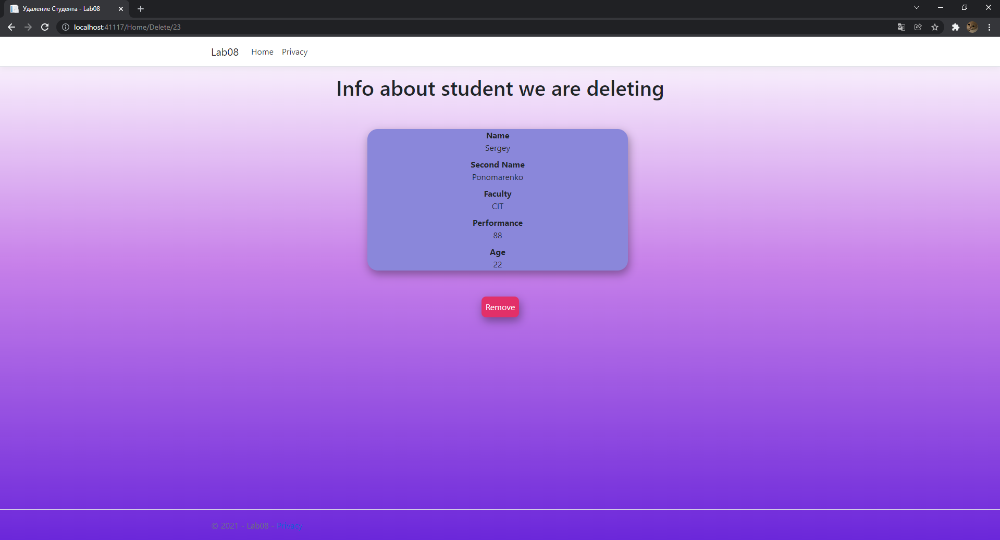 Удаление Студента - Lab08
localhost:41117/Home/Delete/23
Lab08 Home Privacy
Info about student we are deleting
Name
Sergey
Second Name
Ponomarenko
Faculty
CIT
Performance
88
Age
22
Remove
© 2021 - Lab08 - Privacy